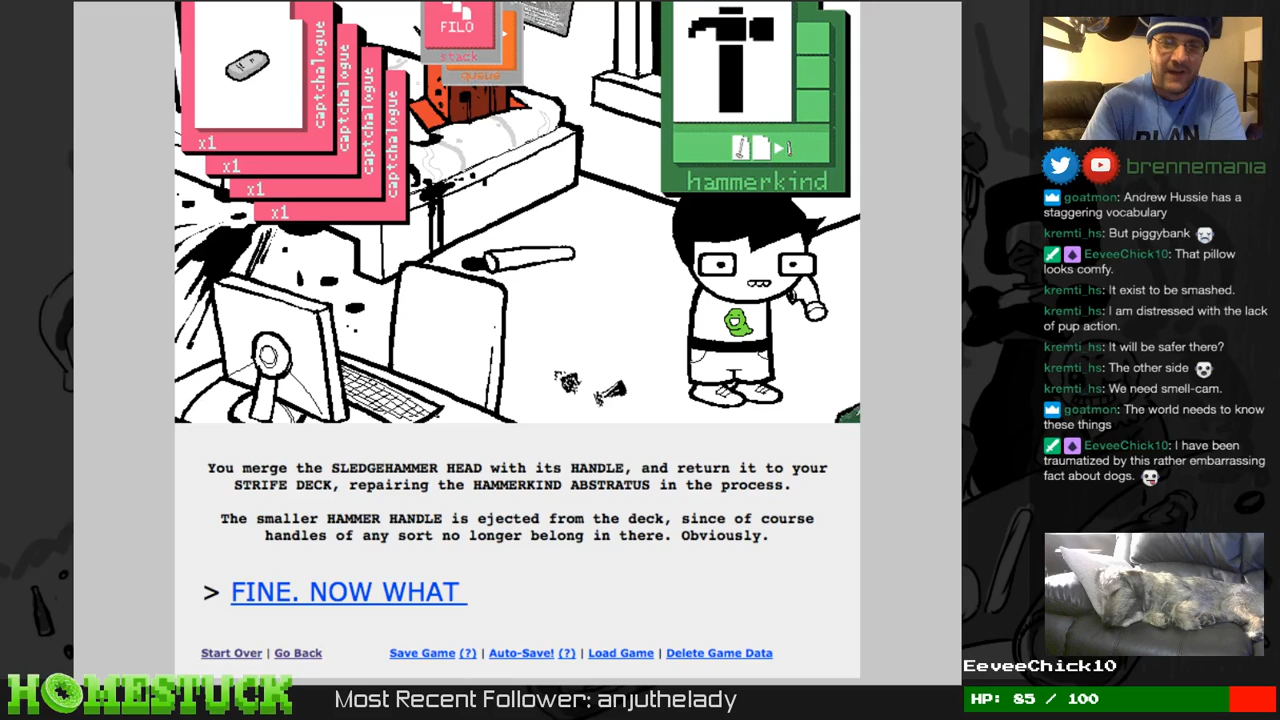 FILO
stack
queue
captchalogue
captchalogue
captchalogue
captchalogue
x1
x1
x1
x1
hammerkind
You merge the SLEDGEHAMMER HEAD with its HANDLE, and return it to your
STRIFE DECK, repairing the HAMMERKIND ABSTRATUS in the process.
The smaller HAMMER HANDLE is ejected from the deck, since of course
handles of any sort no longer belong in there. Obviously.
> FINE. NOW WHAT
Start Over | Go Back
Save Game (?) | Auto-Save! (?) | Load Game | Delete Game Data
HOMESTUCK
Most Recent Follower: anjuthelady
PLAN
brennemania
goatmon: Andrew Hussie has a
staggering vocabulary
kremti_hs: But piggybank
EeveeChick10: That pillow
looks comfy.
kremti_hs: It exist to be smashed.
kremti_hs: I am distressed with the lack
of pup action.
kremti_hs: It will be safer there?
kremti_hs: The other side
kremti_hs: We need smell-cam.
goatmon: The world needs to know
these things
EeveeChick10: I have been
traumatized by this rather embarrassing
fact about dogs.
EeveeChick10
HP: 85 / 100